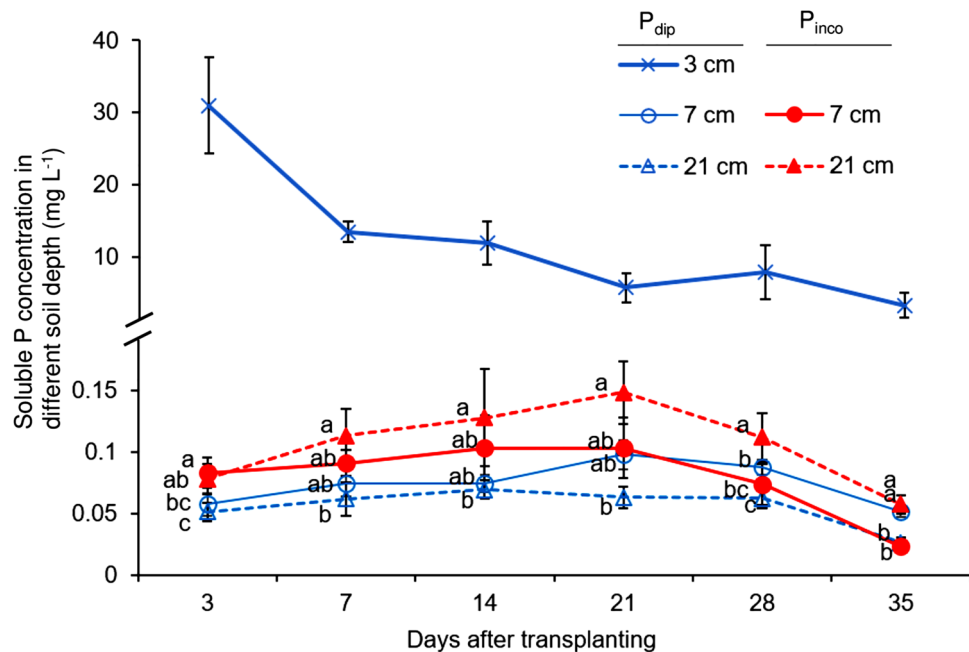 P_dip P_inco
3 cm
7 cm 7 cm
21 cm 21 cm
Soluble P concentration in
different soil depth (mg L⁻¹)
40
30
20
10
0.15
0.1
0.05
0
a
ab
bc
c
a
ab
ab
b
a
ab
ab
b
a
ab
ab
b
a
b
bc
c
a
a
b
b
3 7 14 21 28 35
Days after transplanting